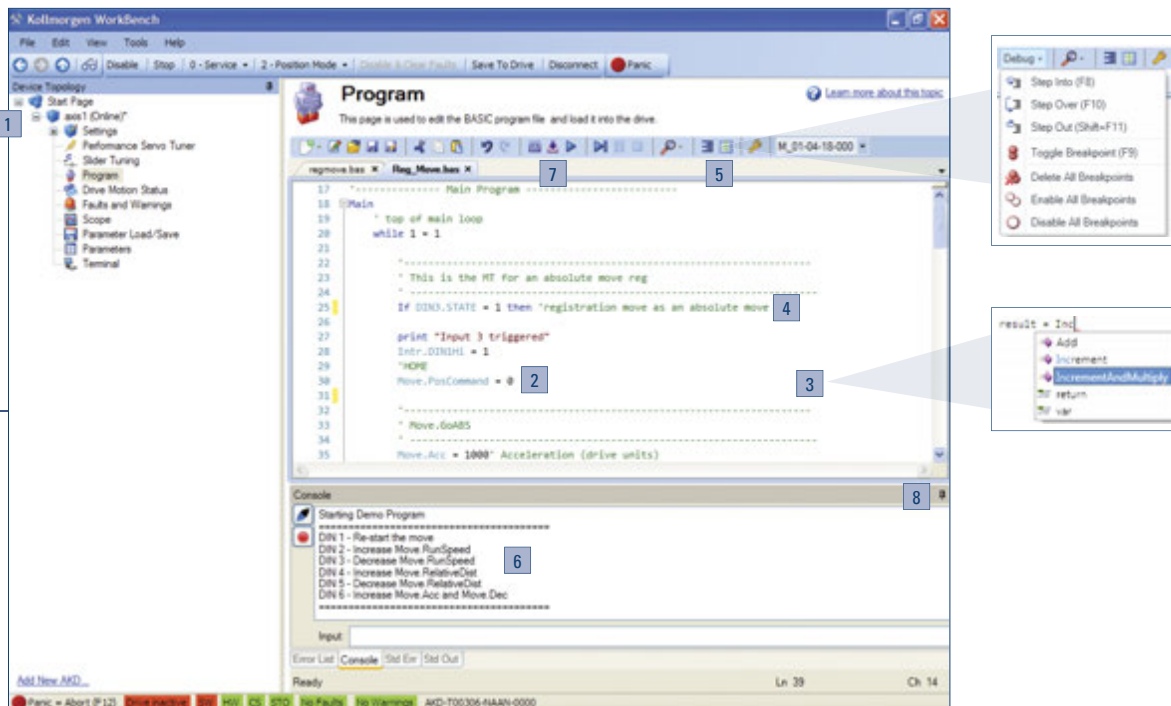 Kollmorgen WorkBench
File Edit View Tools Help
Disable Stop 0 - Service 2 - Position Mode Disable & Clear Faults Save To Drive Disconnect Panic
Device Topology
Start Page
1
axis1 (Online)*
Settings
Performance Servo Tuner
Slider Tuning
Program
Drive Motion Status
Faults and Warnings
Scope
Parameter Load/Save
Parameters
Terminal
Add New AKD...
Program
Learn more about this topic
This page is used to edit the BASIC program file and load it into the drive.
M_01-04-18-000
7
5
regmove.bas Reg_Move.bas
17 '------------- Main Program ------------------------
18 Main
19 ' top of main loop
20 while 1 = 1
21
22 '-----------------------------------------------------------------
23 ' This is the MT for an absolute move reg
24 ' -----------------------------------------------------------------
25 If DIN3.STATE = 1 then 'registration move as an absolute move
4
26
27 print "Input 3 triggered"
28 Intr.DIN1Hi = 1
29 'HOME
30 Move.PosCommand = 0
2
3
31
32 '-----------------------------------------------------------------
33 ' Move.GoABS
34 ' -----------------------------------------------------------------
35 Move.Acc = 1000' Acceleration (drive units)
Console
8
Starting Demo Program
========================================
DIN 1 - Re-start the move
DIN 2 - Increase Move.RunSpeed
DIN 3 - Decrease Move.RunSpeed
DIN 4 - Increase Move.RelativeDist
DIN 5 - Decrease Move.RelativeDist
DIN 6 - Increase Move.Acc and Move.Dec
========================================
6
Input
Error List Console Std Err Std Out
Ready Ln 39 Ch 14
Panic = Abort (F12) Drive Inactive SW HW CS STO No Faults No Warnings AKD-T00306-NAAN-0000
Debug
Step Into (F8)
Step Over (F10)
Step Out (Shift+F11)
Toggle Breakpoint (F9)
Delete All Breakpoints
Enable All Breakpoints
Disable All Breakpoints
result = Inc
Add
Increment
IncrementAndMultiply
return
var